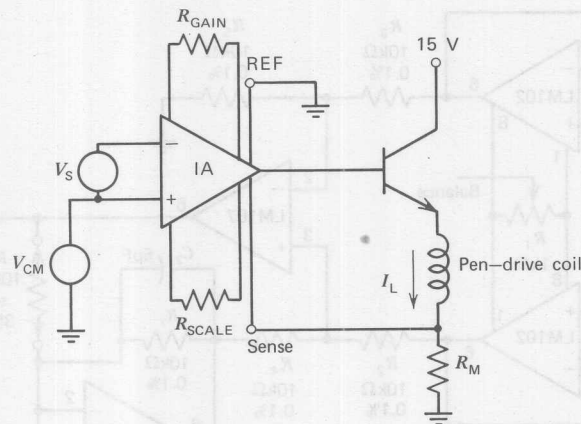 R_GAIN
REF
15 V
IA
−
+
V_S
V_CM
I_L
Pen–drive coil
R_SCALE
Sense
R_M